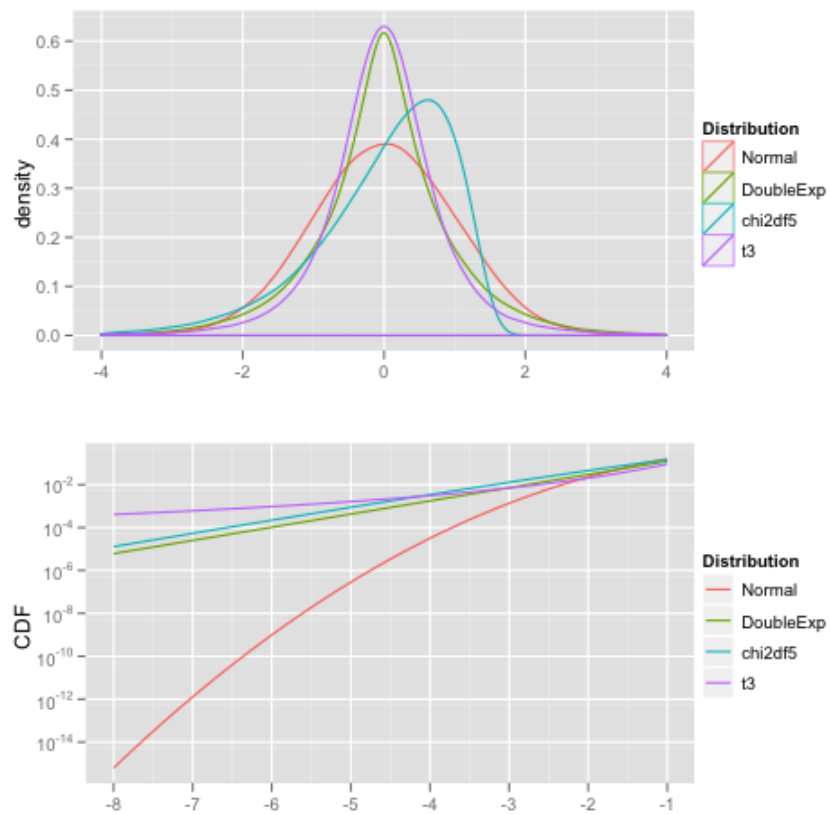 density
0.6
0.5
0.4
0.3
0.2
0.1
0.0
-4 -2 0 2 4
Distribution
Normal
DoubleExp
chi2df5
t3
CDF
10^-2
10^-4
10^-6
10^-8
10^-10
10^-12
10^-14
-8 -7 -6 -5 -4 -3 -2 -1
Distribution
Normal
DoubleExp
chi2df5
t3